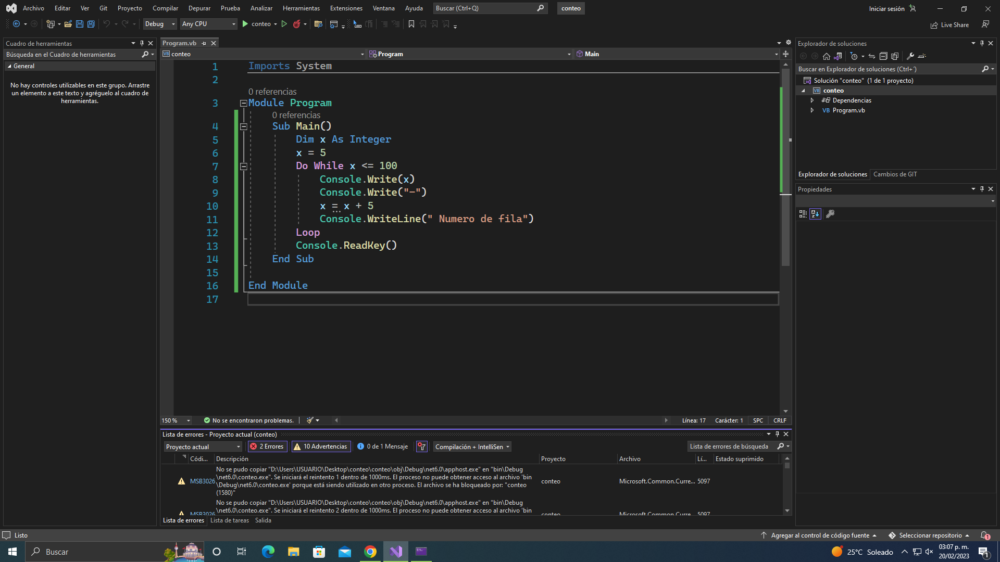 Archivo Editar Ver Git Proyecto Compilar Depurar Prueba Analizar Herramientas Extensiones Ventana Ayuda Buscar (Ctrl+Q) conteo Iniciar sesión
Debug Any CPU conteo Live Share
Cuadro de herramientas
Búsqueda en el Cuadro de herramientas
General
No hay controles utilizables en este grupo. Arrastre
un elemento a este texto y agréguelo al cuadro de
herramientas.
Program.vb
VB conteo Program Main
1 Imports System
2
0 referencias
3 Module Program
0 referencias
4 Sub Main()
5 Dim x As Integer
6 x = 5
7 Do While x <= 100
8 Console.Write(x)
9 Console.Write("-")
10 x = x + 5
11 Console.WriteLine(" Numero de fila")
12 Loop
13 Console.ReadKey()
14 End Sub
15
16 End Module
17
150 % No se encontraron problemas. Línea: 17 Carácter: 1 SPC CRLF
Explorador de soluciones
Buscar en Explorador de soluciones (Ctrl+´)
Solución "conteo" (1 de 1 proyecto)
VB conteo
Dependencias
VB Program.vb
Explorador de soluciones Cambios de GIT
Propiedades
Lista de errores - Proyecto actual (conteo)
Proyecto actual 2 Errores 10 Advertencias 0 de 1 Mensaje Compilación + IntelliSen Lista de errores de búsqueda
Códi... Descripción Proyecto Archivo Lí... Estado suprimido
No se pudo copiar "D:\Users\USUARIO\Desktop\conteo\conteo\obj\Debug\net6.0\apphost.exe" en "bin\Debug
\net6.0\conteo.exe". Se iniciará el reintento 1 dentro de 1000ms. El proceso no puede obtener acceso al archivo 'bin
MSB3026 \Debug\net6.0\conteo.exe' porque está siendo utilizado en otro proceso. El archivo se ha bloqueado por: "conteo conteo Microsoft.Common.Curre... 5097
(1580)"
No se pudo copiar "D:\Users\USUARIO\Desktop\conteo\conteo\obj\Debug\net6.0\apphost.exe" en "bin\Debug
\net6.0\conteo.exe". Se iniciará el reintento 2 dentro de 1000ms. El proceso no puede obtener acceso al archivo 'bin
MSB3026 conteo Microsoft.Common.Curre... 5097
Lista de errores Lista de tareas Salida
Listo Agregar al control de código fuente Seleccionar repositorio 1
Buscar 25°C Soleado 03:07 p. m.
20/02/2023 1